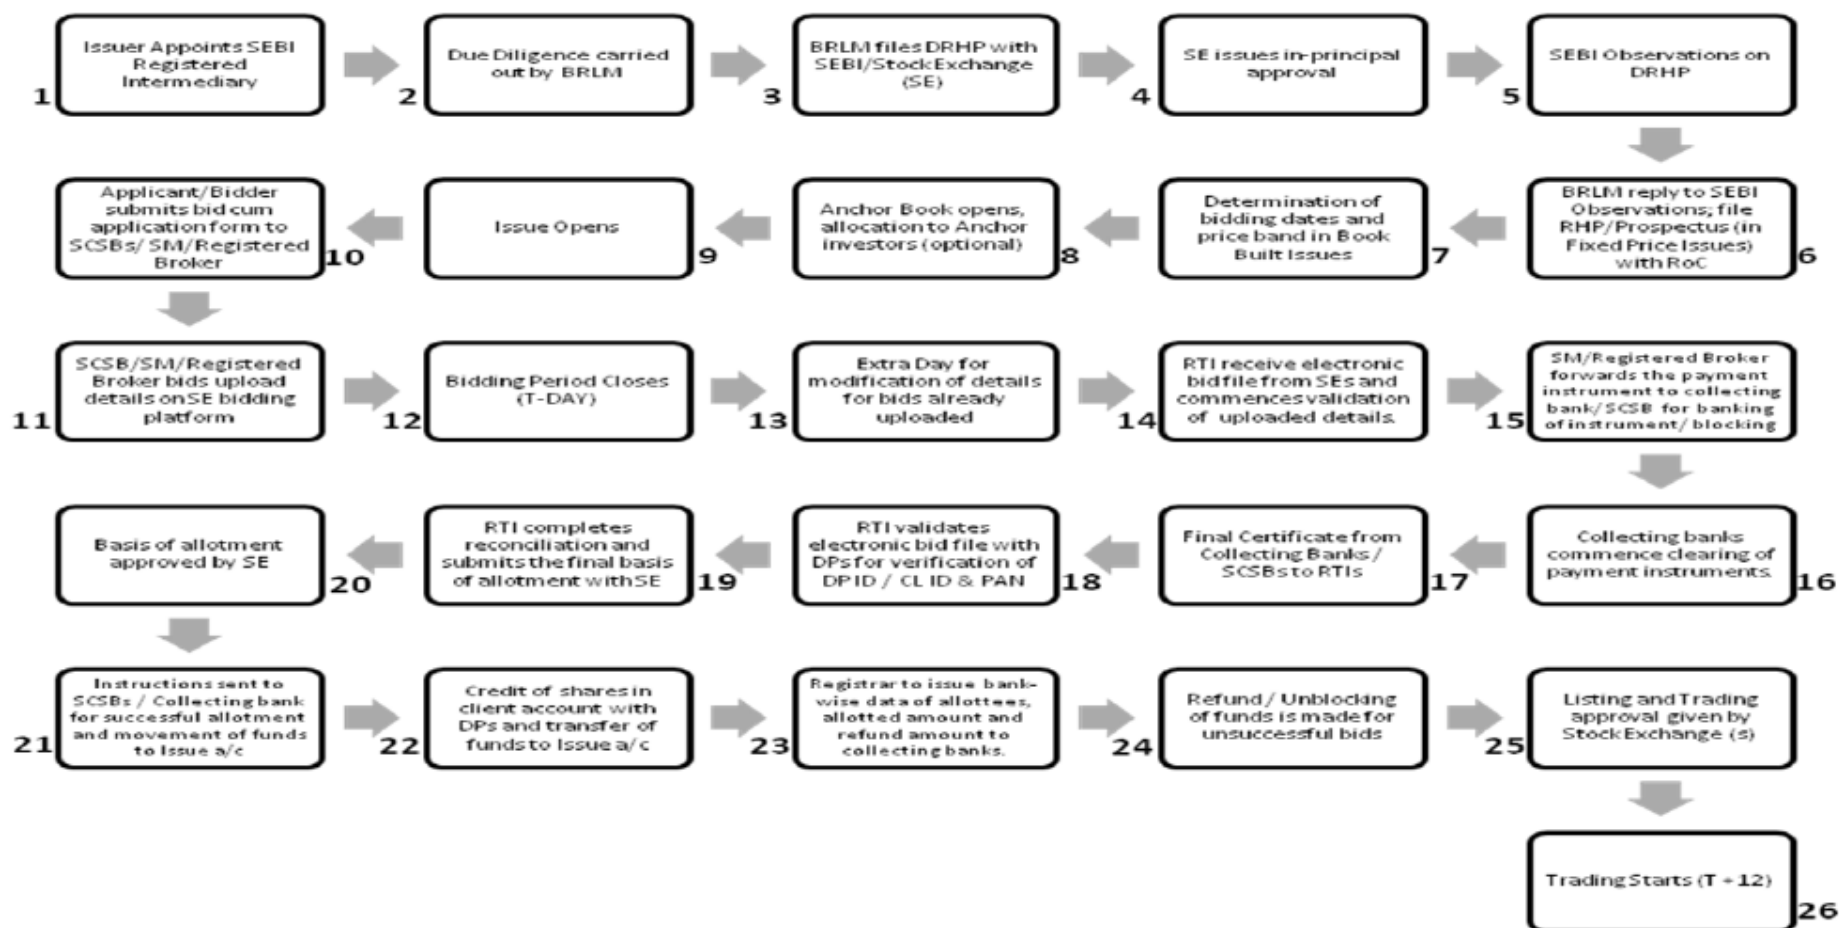 Issuer Appoints SEBI
Registered
Intermediary
1
Due Diligence carried
out by BRLM
2
BRLM files DRHP with
SEBI/Stock Exchange
(SE)
3
SE issues in-principal
approval
4
SEBI Observations on
DRHP
5
BRLM reply to SEBI
Observations; file
RHP/Prospectus (in
Fixed Price Issues)
with RoC
6
Determination of
bidding dates and
price band in Book
Built Issues
7
Anchor Book opens,
allocation to Anchor
investors (optional)
8
Issue Opens
9
Applicant/Bidder
submits bid cum
application form to
SCSBs/ SM/Registered
Broker
10
SCSB/SM/Registered
Broker bids upload
details on SE bidding
platform
11
Bidding Period Closes
(T-DAY)
12
Extra Day for
modification of details
for bids already
uploaded
13
RTI receive electronic
bid file from SEs and
commences validation
of uploaded details.
14
SM/Registered Broker
forwards the payment
instrument to collecting
bank/ SCSB for banking
of instrument/ blocking
15
Collecting banks
commence clearing of
payment instruments.
16
Final Certificate from
Collecting Banks /
SCSBs to RTIs
17
RTI validates
electronic bid file with
DPs for verification of
DP ID / CL ID & PAN
18
RTI completes
reconciliation and
submits the final basis
of allotment with SE
19
Basis of allotment
approved by SE
20
Instructions sent to
SCSBs / Collecting bank
for successful allotment
and movement of funds
to Issue a/c
21
Credit of shares in
client account with
DPs and transfer of
funds to Issue a/c
22
Registrar to issue bank-
wise data of allottees,
allotted amount and
refund amount to
collecting banks.
23
Refund / Unblocking
of funds is made for
unsuccessful bids
24
Listing and Trading
approval given by
Stock Exchange (s)
25
Trading Starts (T + 12)
26